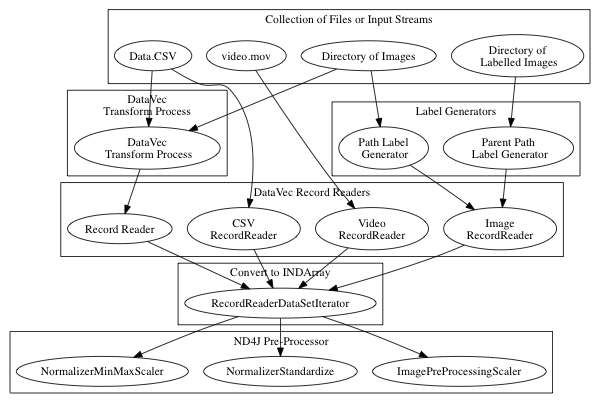 Collection of Files or Input Streams
Data.CSV
video.mov
Directory of Images
Directory of
Labelled Images
DataVec
Transform Process
Label Generators
DataVec
Transform Process
Path Label
Generator
Parent Path
Label Generator
DataVec Record Readers
Record Reader
CSV
RecordReader
Video
RecordReader
Image
RecordReader
Convert to INDArray
RecordReaderDataSetIterator
ND4J Pre-Processor
NormalizerMinMaxScaler
NormalizerStandardize
ImagePreProcessingScaler